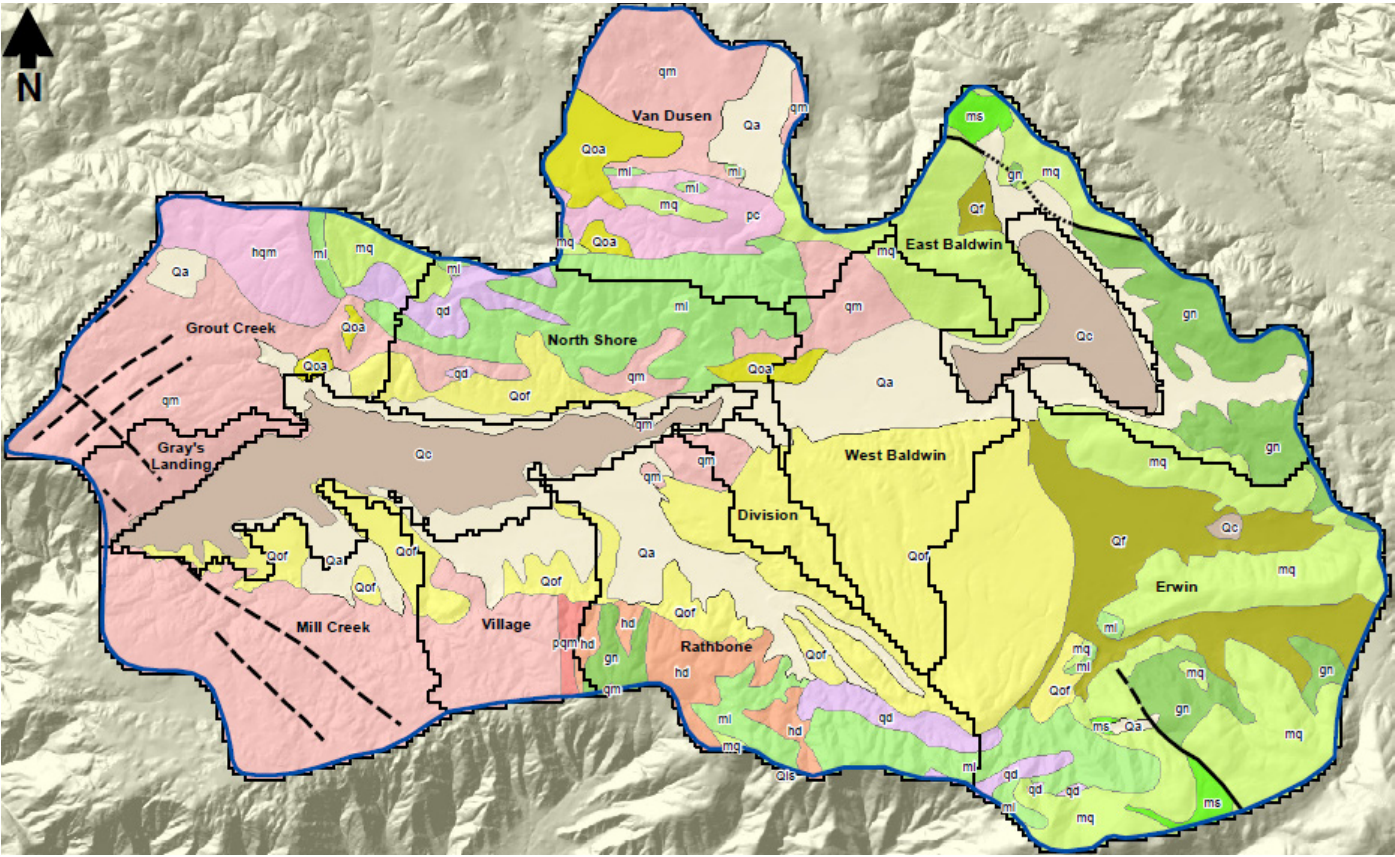 N
qm
Van Dusen
qm
Qa
ms
Qoa
ml
ml
ml
gn
mq
mq
pc
Qf
hqm
ml
mq
mq
Qoa
East Baldwin
mq
Qa
ml
qd
ml
qm
gn
Grout Creek
Qoa
North Shore
Qc
Qoa
qd
qm
Qoa
Qa
qm
Qof
qm
Gray's
Landing
Qc
qm
West Baldwin
mq
gn
qm
Division
Qc
Qof
Qa
Qof
Qa
Qof
Qf
Qof
Qof
mq
Erwin
Qof
ml
Mill Creek
Village
hd
pqm
hd
Rathbone
mq
gn
Qof
ml
hd
mq
gn
qm
Qof
gn
ml
qd
ms
Qa
hd
mq
mq
ml
Qls
qd
qd
qd
ml
mq
ms